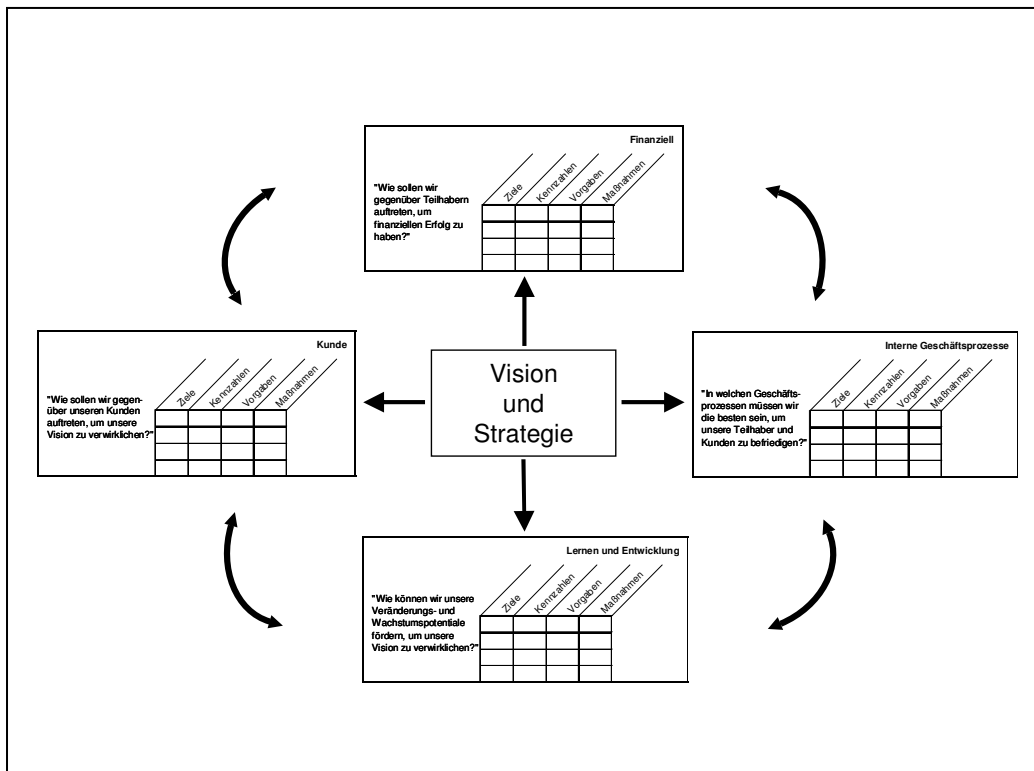 Finanziell
Ziele
Kennzahlen
Vorgaben
Maßnahmen
"Wie sollen wir
gegenüber Teilhabern
auftreten, um
finanziellen Erfolg zu
haben?"
Kunde
Ziele
Kennzahlen
Vorgaben
Maßnahmen
"Wie sollen wir gegen-
über unseren Kunden
auftreten, um unsere
Vision zu verwirklichen?"
Vision
und
Strategie
Interne Geschäftsprozesse
Ziele
Kennzahlen
Vorgaben
Maßnahmen
"In welchen Geschäfts-
prozessen müssen wir
die besten sein, um
unsere Teilhaber und
Kunden zu befriedigen?"
Lernen und Entwicklung
Ziele
Kennzahlen
Vorgaben
Maßnahmen
"Wie können wir unsere
Veränderungs- und
Wachstumspotentiale
fördern, um unsere
Vision zu verwirklichen?"